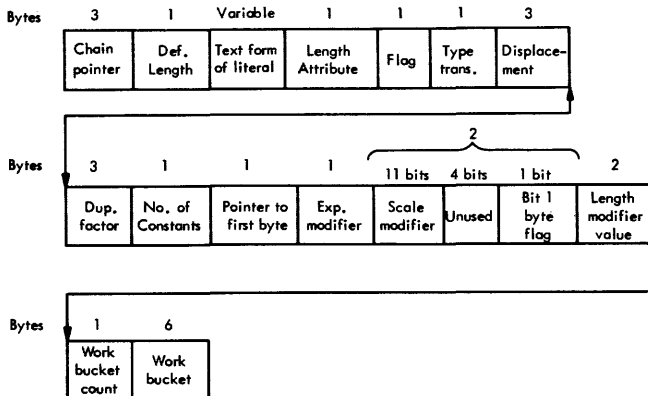 Bytes 3 1 Variable 1 1 1 3
Chain pointer
Def. Length
Text form of literal
Length Attribute
Flag
Type trans.
Displace- ment
2
Bytes 3 1 1 1 11 bits 4 bits 1 bit 2
Dup. factor
No. of Constants
Pointer to first byte
Exp. modifier
Scale modifier
Unused
Bit 1 byte flag
Length modifier value
Bytes 1 6
Work bucket count
Work bucket